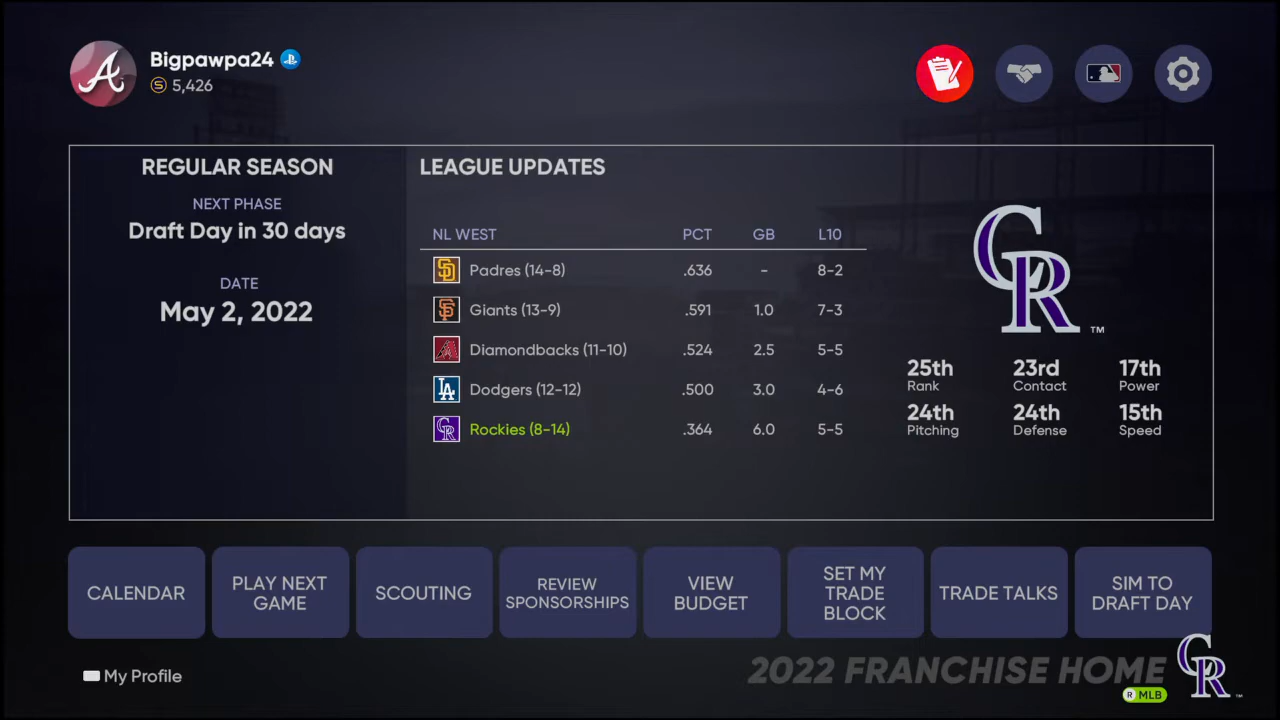 Bigpawpa24
S 5,426
REGULAR SEASON
NEXT PHASE
Draft Day in 30 days
DATE
May 2, 2022
LEAGUE UPDATES
NL WEST PCT GB L10
Padres (14-8) .636 - 8-2
Giants (13-9) .591 1.0 7-3
Diamondbacks (11-10) .524 2.5 5-5
Dodgers (12-12) .500 3.0 4-6
Rockies (8-14) .364 6.0 5-5
CR
TM
25th 23rd 17th
Rank Contact Power
24th 24th 15th
Pitching Defense Speed
CALENDAR
PLAY NEXT
GAME
SCOUTING
REVIEW
SPONSORSHIPS
VIEW
BUDGET
SET MY
TRADE
BLOCK
TRADE TALKS
SIM TO
DRAFT DAY
My Profile
2022 FRANCHISE HOME
CR
R MLB